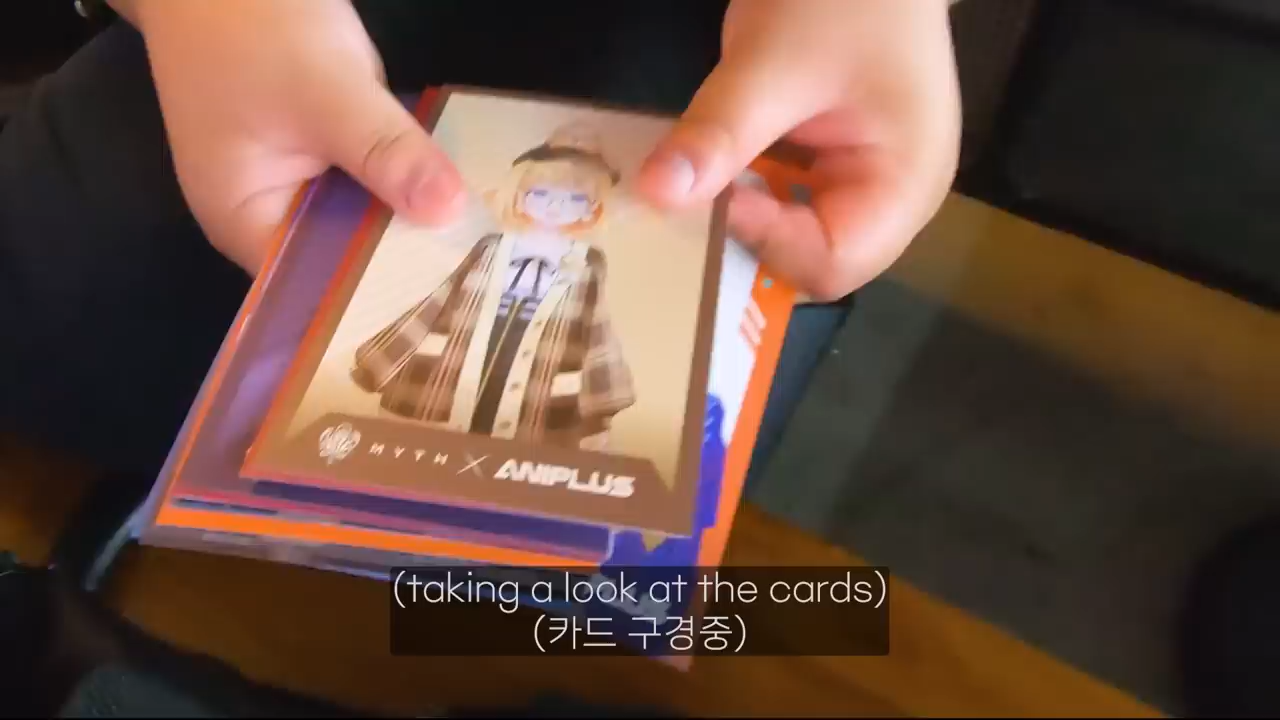 MYTH X ANIPLUS
(taking a look at the cards)
(카드 구경중)